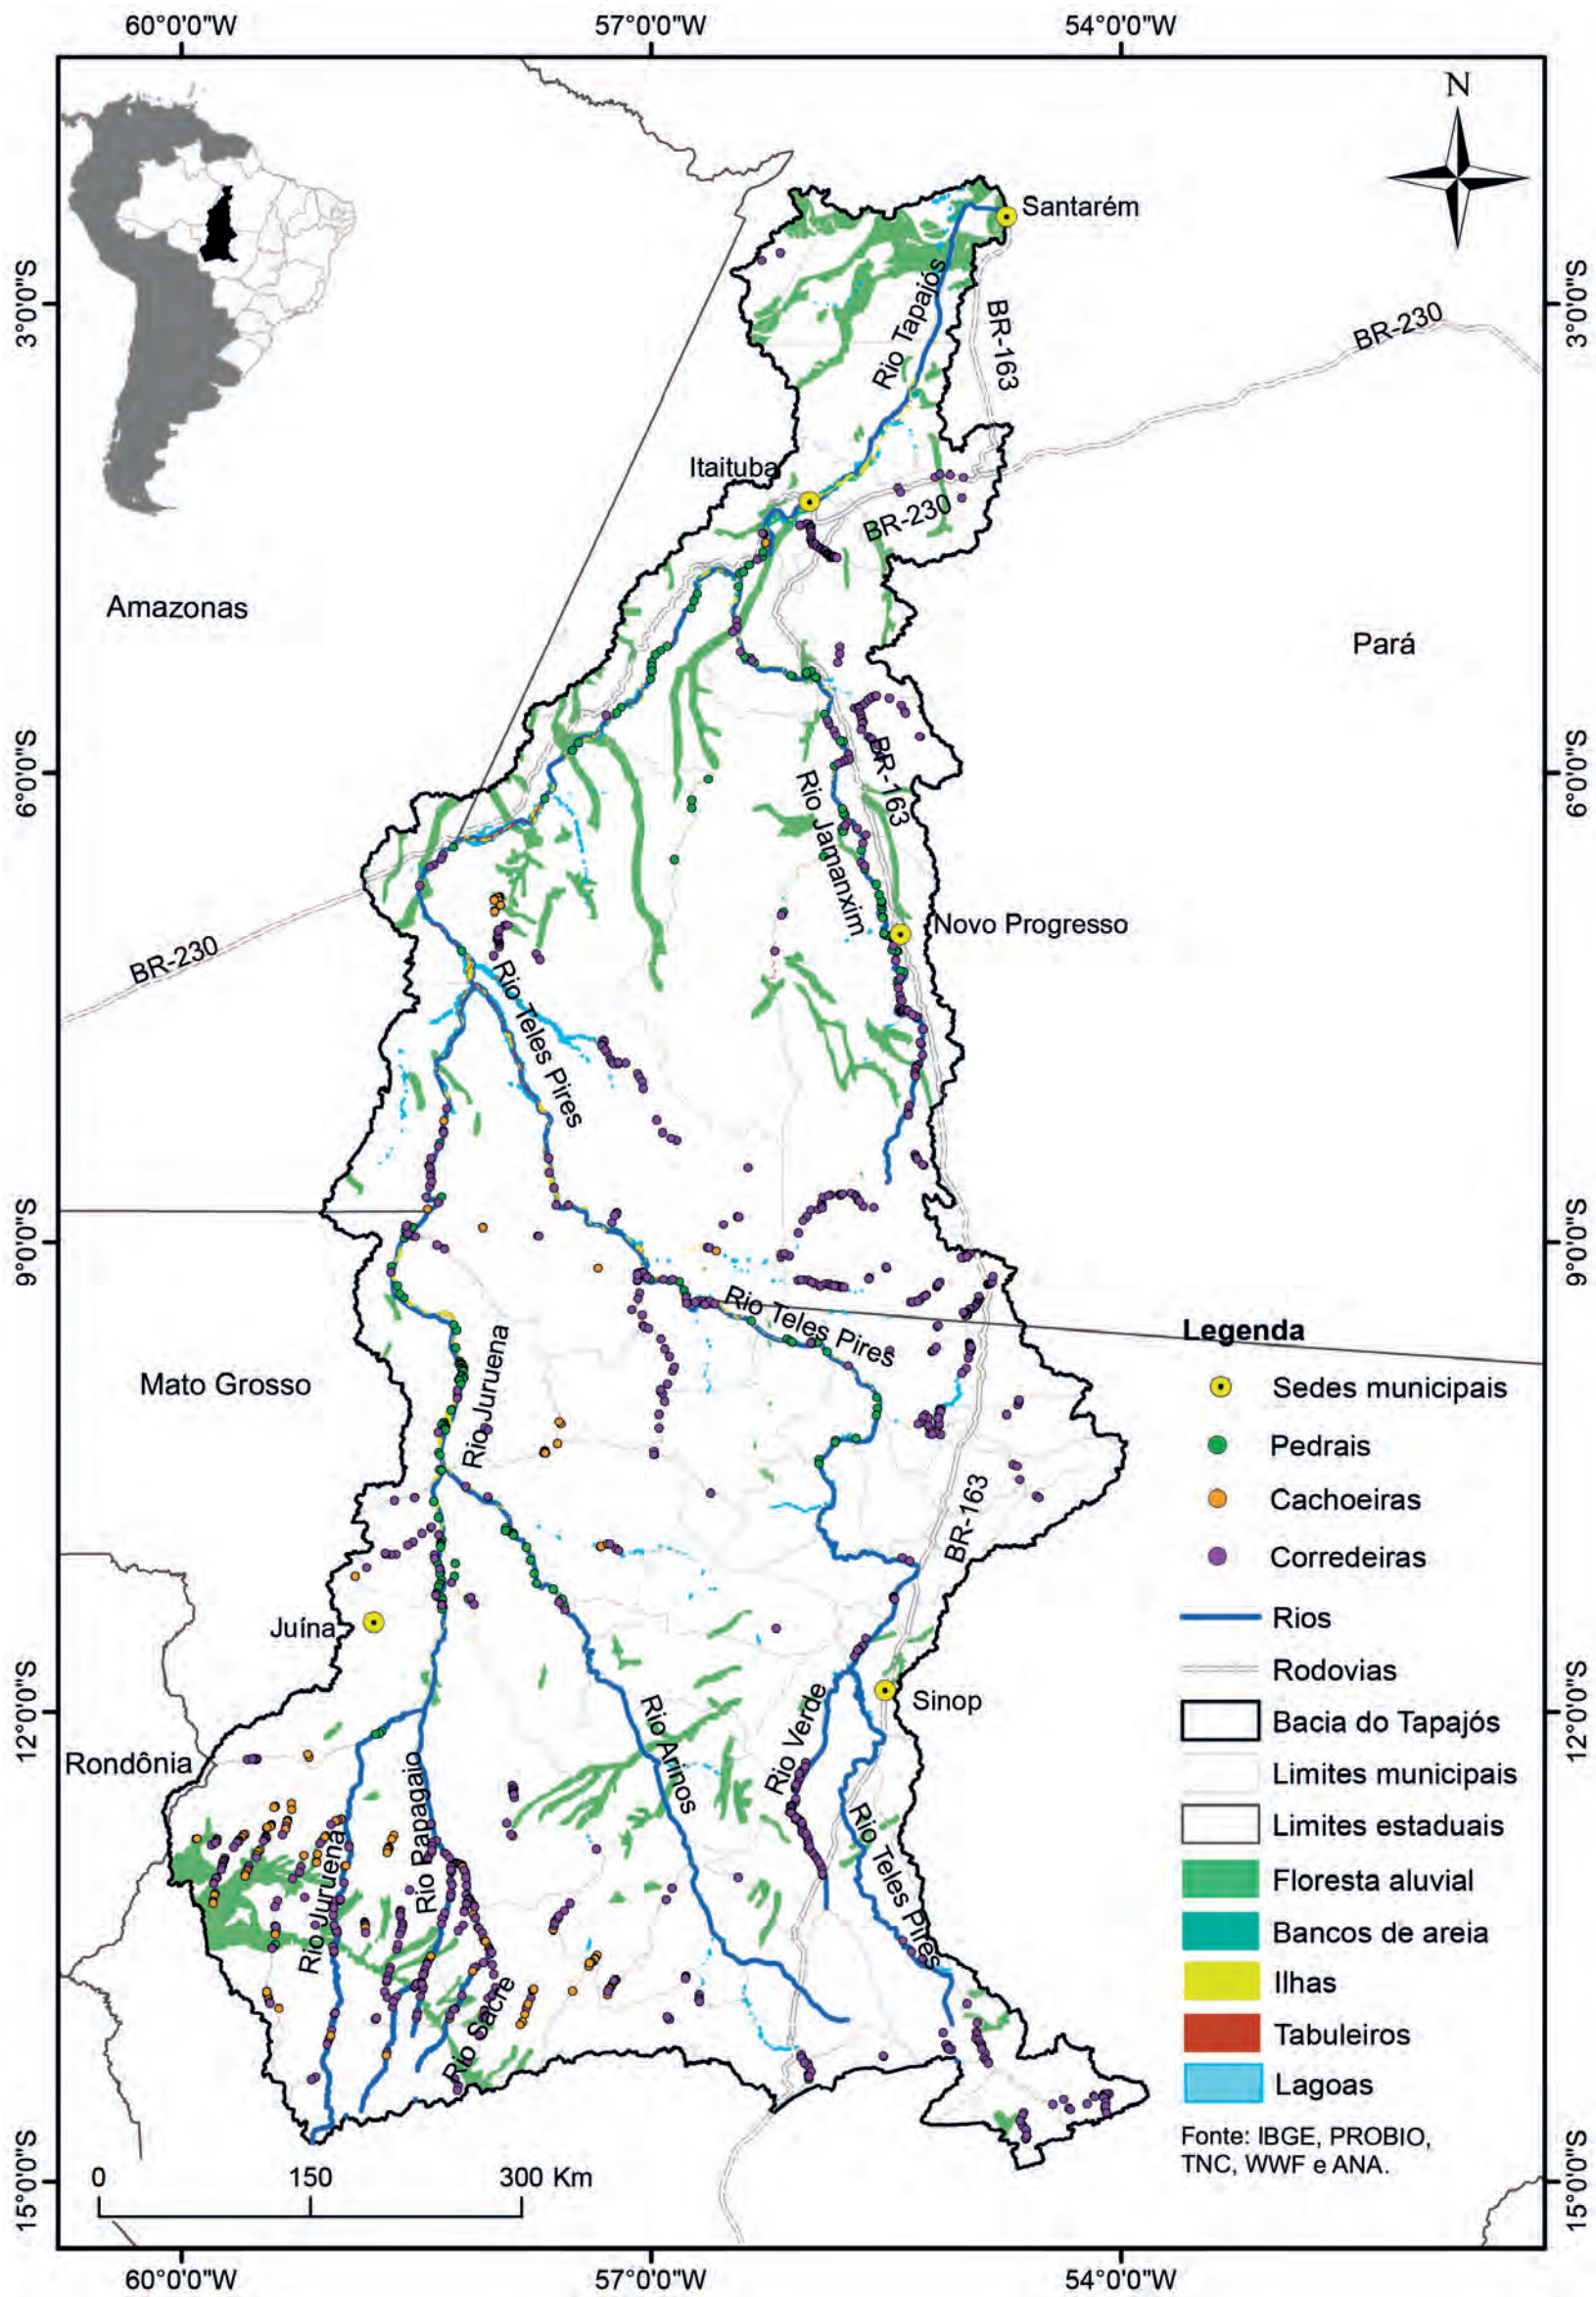 60°0'0"W
57°0'0"W
54°0'0"W
N
Santarém
3°0'0"S
3°0'0"S
Rio Tapajós
BR-163
BR-230
Itaituba
BR-230
Amazonas
Pará
6°0'0"S
6°0'0"S
BR-163
Rio Jamanxim
Novo Progresso
BR-230
Rio Teles Pires
9°0'0"S
9°0'0"S
Rio Teles Pires
Legenda
Mato Grosso
Rio Juruena
Sedes municipais
Pedrais
Cachoeiras
BR-163
Corredeiras
Juína
Rios
Rodovias
Sinop
Rio Verde
Rio Arinos
12°0'0"S
12°0'0"S
Bacia do Tapajós
Rondônia
Limites municipais
Rio Papagaio
Limites estaduais
Rio Juruena
Rio Teles Pires
Floresta aluvial
Bancos de areia
Ilhas
Rio Sacre
Tabuleiros
Lagoas
Fonte: IBGE, PROBIO,
TNC, WWF e ANA.
0 150 300 Km
15°0'0"S
15°0'0"S
60°0'0"W
57°0'0"W
54°0'0"W